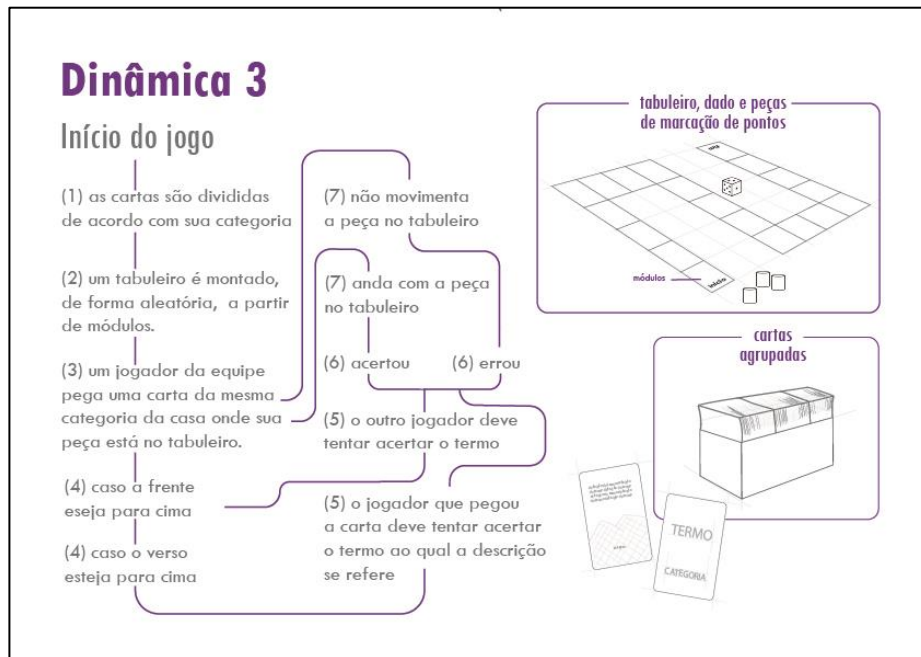 Dinâmica 3
Início do jogo
(1) as cartas são divididas
de acordo com sua categoria
(2) um tabuleiro é montado,
de forma aleatória, a partir
de módulos.
(3) um jogador da equipe
pega uma carta da mesma
categoria da casa onde sua
peça está no tabuleiro.
(4) caso a frente
eseja para cima
(4) caso o verso
esteja para cima
(7) não movimenta
a peça no tabuleiro
(7) anda com a peça
no tabuleiro
(6) acertou
(6) errou
(5) o outro jogador deve
tentar acertar o termo
(5) o jogador que pegou
a carta deve tentar acertar
o termo ao qual a descrição
se refere
tabuleiro, dado e peças
de marcação de pontos
módulos
início
cartas
agrupadas
TERMO
CATEGORIA